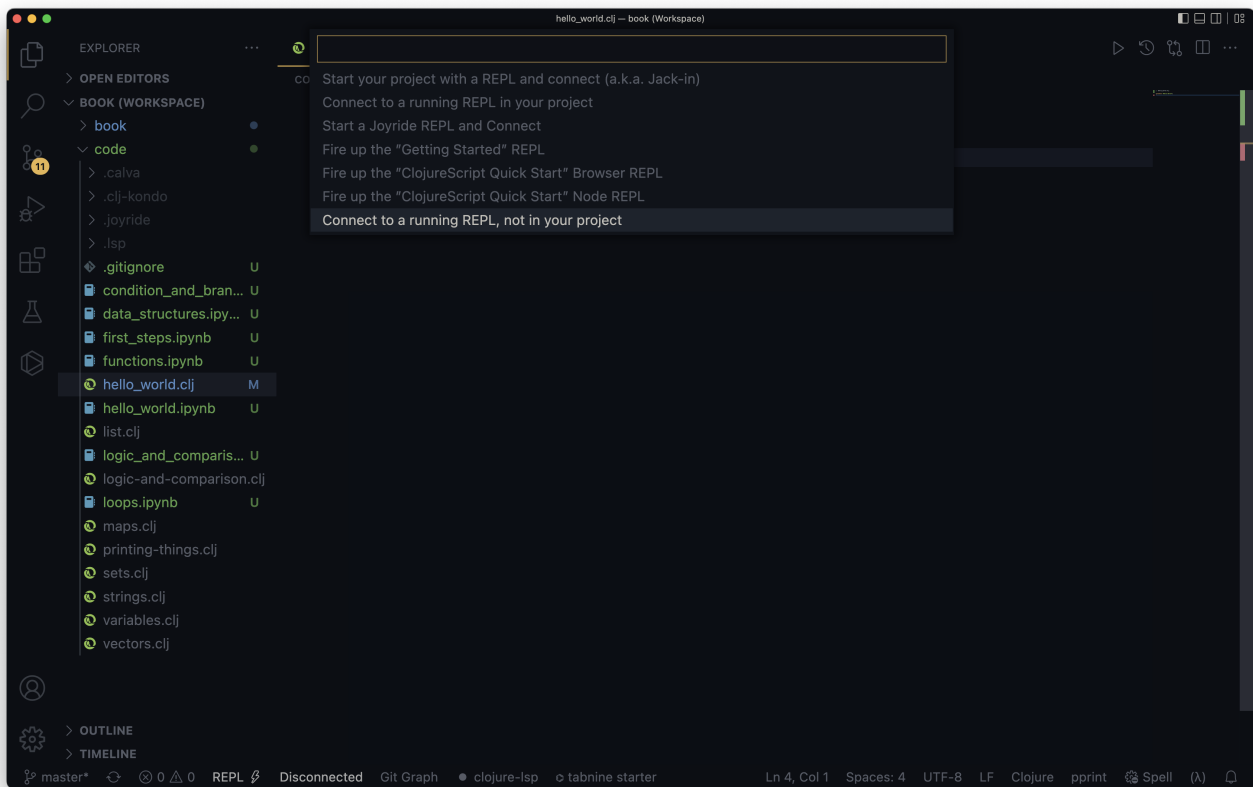 hello_world.clj — book (Workspace)
EXPLORER
OPEN EDITORS
BOOK (WORKSPACE)
book
code
.calva
.clj-kondo
.joyride
.lsp
.gitignore U
condition_and_bran... U
data_structures.ipy... U
first_steps.ipynb U
functions.ipynb U
hello_world.clj M
hello_world.ipynb U
list.clj
logic_and_comparis... U
logic-and-comparison.clj
loops.ipynb U
maps.clj
printing-things.clj
sets.clj
strings.clj
variables.clj
vectors.clj
OUTLINE
TIMELINE
11
co
Start your project with a REPL and connect (a.k.a. Jack-in)
Connect to a running REPL in your project
Start a Joyride REPL and Connect
Fire up the "Getting Started" REPL
Fire up the "ClojureScript Quick Start" Browser REPL
Fire up the "ClojureScript Quick Start" Node REPL
Connect to a running REPL, not in your project
master* 0 0 REPL Disconnected Git Graph clojure-lsp tabnine starter Ln 4, Col 1 Spaces: 4 UTF-8 LF Clojure pprint Spell (λ)